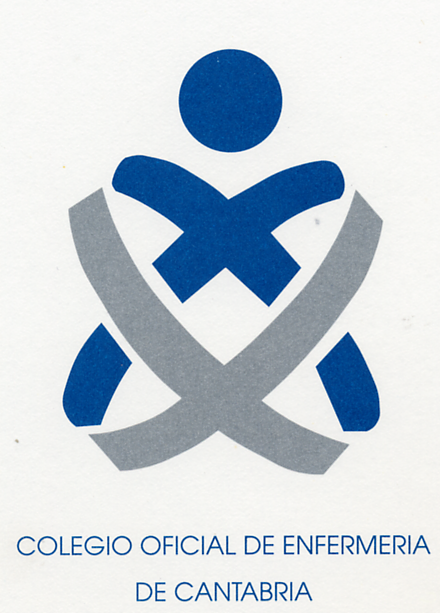 COLEGIO OFICIAL DE ENFERMERIA
DE CANTABRIA